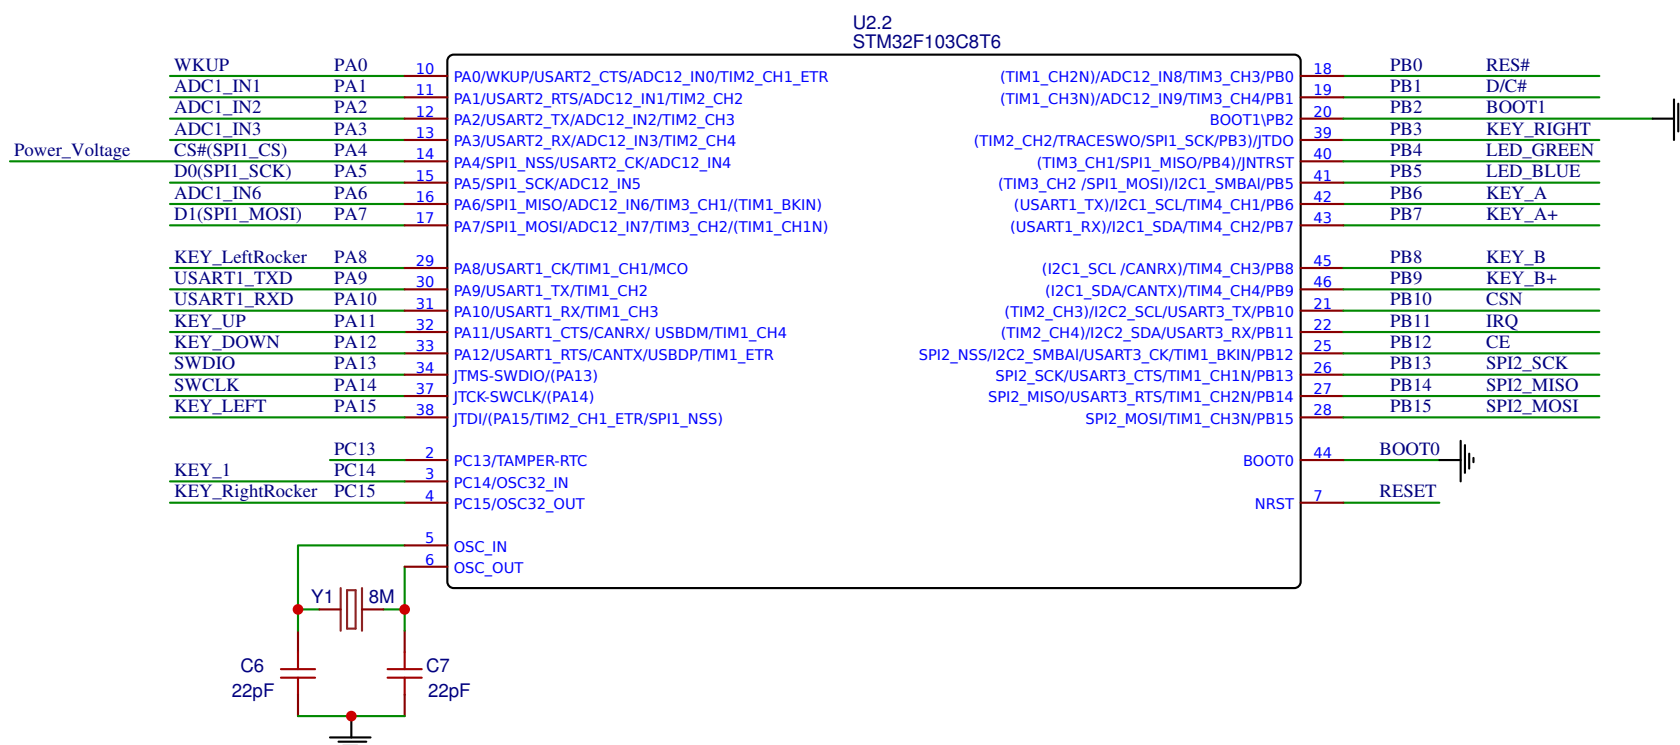 U2.2
STM32F103C8T6
WKUP PA0 10 PA0/WKUP/USART2_CTS/ADC12_IN0/TIM2_CH1_ETR (TIM1_CH2N)/ADC12_IN8/TIM3_CH3/PB0 18 PB0 RES#
ADC1_IN1 PA1 11 PA1/USART2_RTS/ADC12_IN1/TIM2_CH2 (TIM1_CH3N)/ADC12_IN9/TIM3_CH4/PB1 19 PB1 D/C#
ADC1_IN2 PA2 12 PA2/USART2_TX/ADC12_IN2/TIM2_CH3 BOOT1\PB2 20 PB2 BOOT1
ADC1_IN3 PA3 13 PA3/USART2_RX/ADC12_IN3/TIM2_CH4 (TIM2_CH2/TRACESWO/SPI1_SCK/PB3)/JTDO 39 PB3 KEY_RIGHT
Power_Voltage CS#(SPI1_CS) PA4 14 PA4/SPI1_NSS/USART2_CK/ADC12_IN4 (TIM3_CH1/SPI1_MISO/PB4)/JNTRST 40 PB4 LED_GREEN
D0(SPI1_SCK) PA5 15 PA5/SPI1_SCK/ADC12_IN5 (TIM3_CH2 /SPI1_MOSI)/I2C1_SMBAI/PB5 41 PB5 LED_BLUE
ADC1_IN6 PA6 16 PA6/SPI1_MISO/ADC12_IN6/TIM3_CH1/(TIM1_BKIN) (USART1_TX)/I2C1_SCL/TIM4_CH1/PB6 42 PB6 KEY_A
D1(SPI1_MOSI) PA7 17 PA7/SPI1_MOSI/ADC12_IN7/TIM3_CH2/(TIM1_CH1N) (USART1_RX)/I2C1_SDA/TIM4_CH2/PB7 43 PB7 KEY_A+
KEY_LeftRocker PA8 29 PA8/USART1_CK/TIM1_CH1/MCO (I2C1_SCL /CANRX)/TIM4_CH3/PB8 45 PB8 KEY_B
USART1_TXD PA9 30 PA9/USART1_TX/TIM1_CH2 (I2C1_SDA/CANTX)/TIM4_CH4/PB9 46 PB9 KEY_B+
USART1_RXD PA10 31 PA10/USART1_RX/TIM1_CH3 (TIM2_CH3)/I2C2_SCL/USART3_TX/PB10 21 PB10 CSN
KEY_UP PA11 32 PA11/USART1_CTS/CANRX/ USBDM/TIM1_CH4 (TIM2_CH4)/I2C2_SDA/USART3_RX/PB11 22 PB11 IRQ
KEY_DOWN PA12 33 PA12/USART1_RTS/CANTX/USBDP/TIM1_ETR SPI2_NSS/I2C2_SMBAI/USART3_CK/TIM1_BKIN/PB12 25 PB12 CE
SWDIO PA13 34 JTMS-SWDIO/(PA13) SPI2_SCK/USART3_CTS/TIM1_CH1N/PB13 26 PB13 SPI2_SCK
SWCLK PA14 37 JTCK-SWCLK/(PA14) SPI2_MISO/USART3_RTS/TIM1_CH2N/PB14 27 PB14 SPI2_MISO
KEY_LEFT PA15 38 JTDI/(PA15/TIM2_CH1_ETR/SPI1_NSS) SPI2_MOSI/TIM1_CH3N/PB15 28 PB15 SPI2_MOSI
PC13 2 PC13/TAMPER-RTC BOOT0 44 BOOT0
KEY_1 PC14 3 PC14/OSC32_IN
KEY_RightRocker PC15 4 PC15/OSC32_OUT NRST 7 RESET
5 OSC_IN
6 OSC_OUT
Y1 8M
C6 C7
22pF 22pF